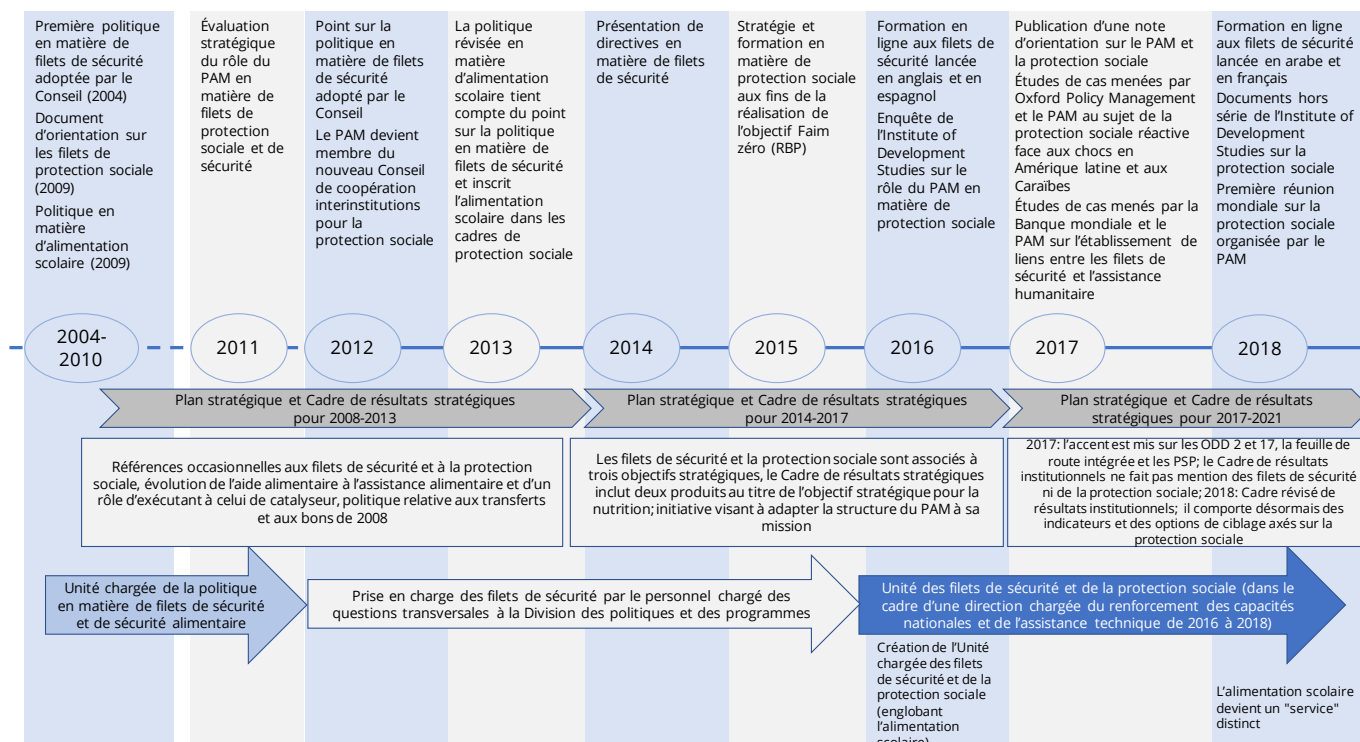 Première politique
en matière de
filets de sécurité
adoptée par le
Conseil (2004)
Document
d'orientation sur
les filets de
protection sociale
(2009)
Politique en
matière
d'alimentation
scolaire (2009)
Évaluation
stratégique
du rôle du
PAM en
matière de
filets de
protection
sociale et de
sécurité
Point sur la
politique en
matière de filets
de sécurité
adopté par le
Conseil
Le PAM devient
membre du
nouveau Conseil
de coopération
interinstitutions
pour la
protection sociale
La politique
révisée en
matière
d'alimentation
scolaire tient
compte du point
sur la politique
en matière de
filets de sécurité
et inscrit
l'alimentation
scolaire dans les
cadres de
protection sociale
Présentation de
directives en
matière de filets
de sécurité
Stratégie et
formation en
matière de
protection sociale
aux fins de la
réalisation de
l'objectif Faim
zéro (RBP)
Formation en
ligne aux filets de
sécurité lancée
en anglais et en
espagnol
Enquête de
l'Institute of
Development
Studies sur le
rôle du PAM en
matière de
protection sociale
Publication d'une note
d'orientation sur le PAM et
la protection sociale
Études de cas menées par
Oxford Policy Management
et le PAM au sujet de la
protection sociale réactive
face aux chocs en
Amérique latine et aux
Caraïbes
Études de cas menés par la
Banque mondiale et le
PAM sur l'établissement de
liens entre les filets de
sécurité et l'assistance
humanitaire
Formation en ligne
aux filets de sécurité
lancée en arabe et
en français
Documents hors
série de l'Institute of
Development
Studies sur la
protection sociale
Première réunion
mondiale sur la
protection sociale
organisée par le
PAM
2004-
2010
2011
2012
2013
2014
2015
2016
2017
2018
Plan stratégique et Cadre de résultats stratégiques
pour 2008-2013
Plan stratégique et Cadre de résultats stratégiques
pour 2014-2017
Plan stratégique et Cadre de résultats
stratégiques pour 2017-2021
Références occasionnelles aux filets de sécurité et à la protection
sociale, évolution de l'aide alimentaire à l'assistance alimentaire et d'un
rôle d'exécutant à celui de catalyseur, politique relative aux transferts
et aux bons de 2008
Les filets de sécurité et la protection sociale sont associés à
trois objectifs stratégiques, le Cadre de résultats stratégiques
inclut deux produits au titre de l'objectif stratégique pour la
nutrition; initiative visant à adapter la structure du PAM à sa
mission
2017: l'accent est mis sur les ODD 2 et 17, la feuille de
route intégrée et les PSP; le Cadre de résultats
institutionnels ne fait pas mention des filets de sécurité
ni de la protection sociale; 2018: Cadre révisé de
résultats institutionnels; il comporte désormais des
indicateurs et des options de ciblage axés sur la
protection sociale
Unité chargée de la politique
en matière de filets de sécurité
et de sécurité alimentaire
Prise en charge des filets de sécurité par le personnel chargé des
questions transversales à la Division des politiques et des programmes
Unité des filets de sécurité et de la protection sociale (dans le
cadre d'une direction chargée du renforcement des capacités
nationales et de l'assistance technique de 2016 à 2018)
Création de l'Unité
chargée des filets
de sécurité et de la
protection sociale
(englobant
l'alimentation
scolaire)
L'alimentation scolaire
devient un "service"
distinct